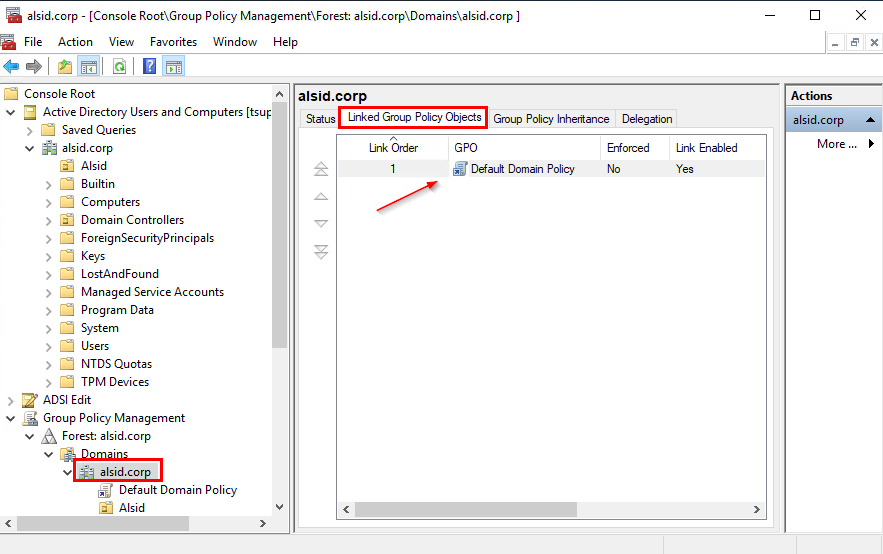 alsid.corp - [Console Root\Group Policy Management\Forest: alsid.corp\Domains\alsid.corp ]
File Action View Favorites Window Help
Console Root
Active Directory Users and Computers [tsup
Saved Queries
alsid.corp
Alsid
Builtin
Computers
Domain Controllers
ForeignSecurityPrincipals
Keys
LostAndFound
Managed Service Accounts
Program Data
System
Users
NTDS Quotas
TPM Devices
ADSI Edit
Group Policy Management
Forest: alsid.corp
Domains
alsid.corp
Default Domain Policy
Alsid
alsid.corp
Status Linked Group Policy Objects Group Policy Inheritance Delegation
Link Order GPO Enforced Link Enabled
1 Default Domain Policy No Yes
Actions
alsid.corp
More ...